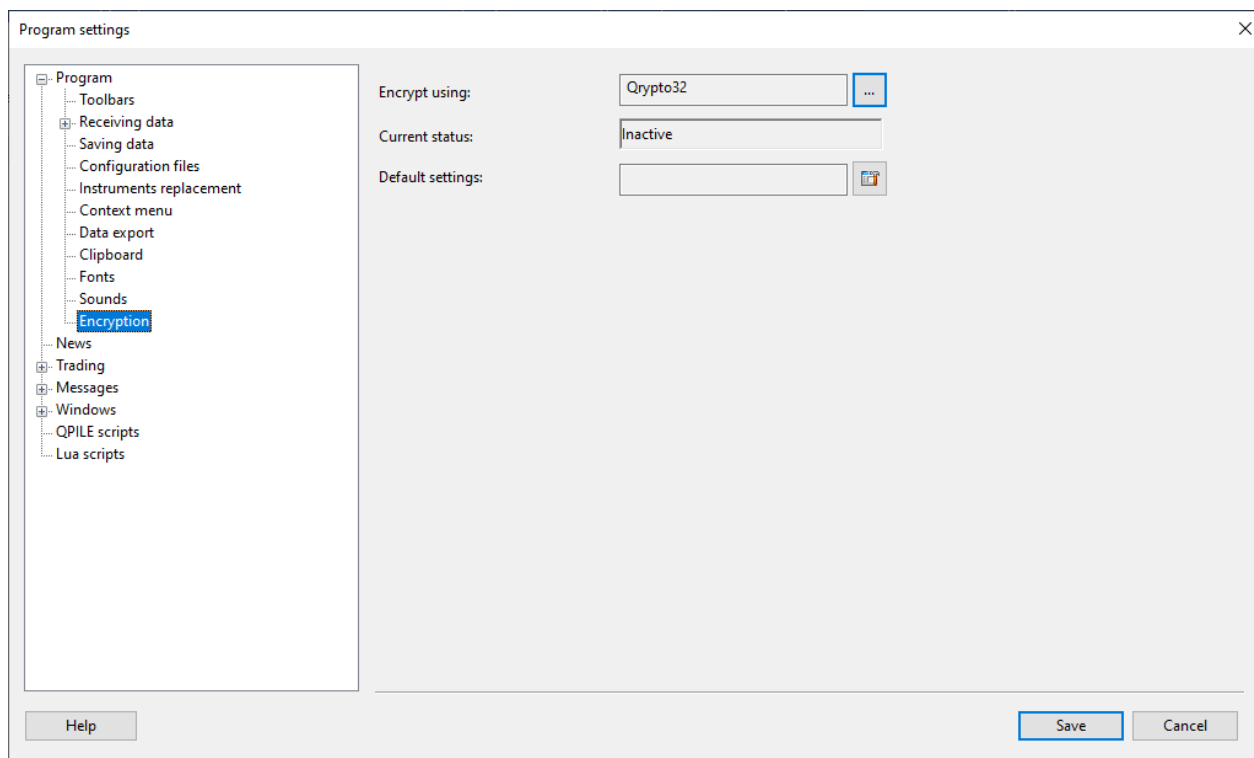 Program settings
Program
Toolbars
Receiving data
Saving data
Configuration files
Instruments replacement
Context menu
Data export
Clipboard
Fonts
Sounds
Encryption
News
Trading
Messages
Windows
QPILE scripts
Lua scripts
Encrypt using: Qrypto32 ...
Current status: Inactive
Default settings:
Help Save Cancel